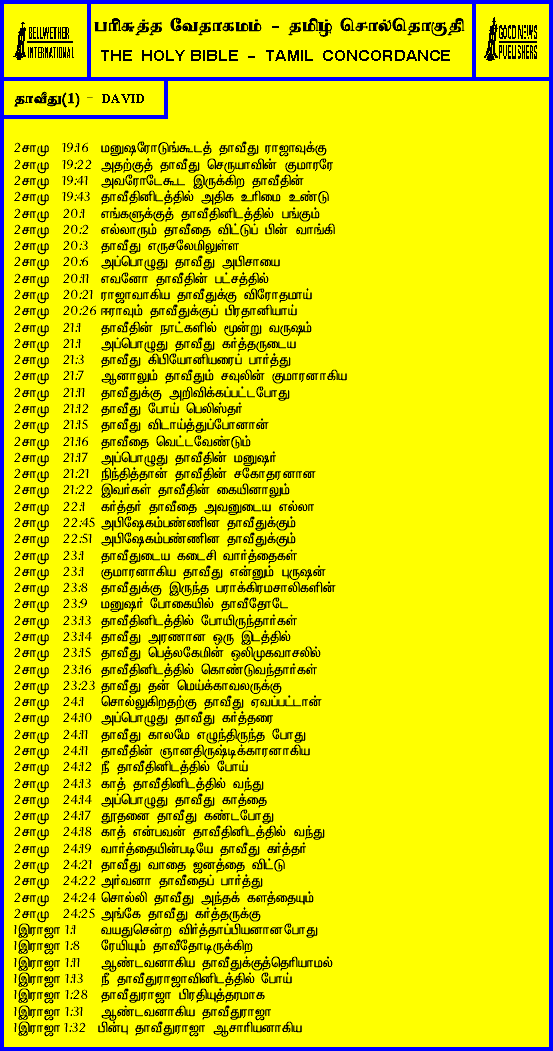 BELLWETHER
INTERNATIONAL
பரிசுத்த வேதாகமம் - தமிழ் சொல்தொகுதி
THE HOLY BIBLE - TAMIL CONCORDANCE
GOOD NEWS
PUBLISHERS
தாவீது(1) - DAVID
2சாமு 19:16 மனுஷரோடுங்கூடத் தாவீது ராஜாவுக்கு
2சாமு 19:22 அதற்குத் தாவீது செருயாவின் குமாரரே
2சாமு 19:41 அவரோடேகூட இருக்கிற தாவீதின்
2சாமு 19:43 தாவீதினிடத்தில் அதிக உரிமை உண்டு
2சாமு 20:1 எங்களுக்குத் தாவீதினிடத்தில் பங்கும்
2சாமு 20:2 எல்லாரும் தாவீதை விட்டுப் பின் வாங்கி
2சாமு 20:3 தாவீது எருசலேமிலுள்ள
2சாமு 20:6 அப்பொழுது தாவீது அபிசாயை
2சாமு 20:11 எவனோ தாவீதின் பட்சத்தில்
2சாமு 20:21 ராஜாவாகிய தாவீதுக்கு விரோதமாய்
2சாமு 20:26 ஈராவும் தாவீதுக்குப் பிரதானியாய்
2சாமு 21:1 தாவீதின் நாட்களில் மூன்று வருஷம்
2சாமு 21:1 அப்பொழுது தாவீது கர்த்தருடைய
2சாமு 21:3 தாவீது கிபியோனியரைப் பார்த்து
2சாமு 21:7 ஆனாலும் தாவீதும் சவுலின் குமாரனாகிய
2சாமு 21:11 தாவீதுக்கு அறிவிக்கப்பட்டபோது
2சாமு 21:12 தாவீது போய் பெலிஸ்தர்
2சாமு 21:15 தாவீது விடாய்த்துப்போனான்
2சாமு 21:16 தாவீதை வெட்டவேண்டும்
2சாமு 21:17 அப்பொழுது தாவீதின் மனுஷர்
2சாமு 21:21 நிந்தித்தான் தாவீதின் சகோதரனான
2சாமு 21:22 இவர்கள் தாவீதின் கையினாலும்
2சாமு 22:1 கர்த்தர் தாவீதை அவனுடைய எல்லா
2சாமு 22:45 அபிஷேகம்பண்ணின தாவீதுக்கும்
2சாமு 22:51 அபிஷேகம்பண்ணின தாவீதுக்கும்
2சாமு 23:1 தாவீதுடைய கடைசி வார்த்தைகள்
2சாமு 23:1 குமாரனாகிய தாவீது என்னும் புருஷன்
2சாமு 23:8 தாவீதுக்கு இருந்த பராக்கிரமசாலிகளின்
2சாமு 23:9 மனுஷர் போகையில் தாவீதோடே
2சாமு 23:13 தாவீதினிடத்தில் போயிருந்தார்கள்
2சாமு 23:14 தாவீது அரணான ஒரு இடத்தில்
2சாமு 23:15 தாவீது பெத்லகேமின் ஒலிமுகவாசலில்
2சாமு 23:16 தாவீதினிடத்தில் கொண்டுவந்தார்கள்
2சாமு 23:23 தாவீது தன் மெய்க்காவலருக்கு
2சாமு 24:1 சொல்லுகிறதற்கு தாவீது ஏவப்பட்டான்
2சாமு 24:10 அப்பொழுது தாவீது கர்த்தரை
2சாமு 24:11 தாவீது காலமே எழுந்திருந்த போது
2சாமு 24:11 தாவீதின் ஞானதிருஷ்டிக்காரனாகிய
2சாமு 24:12 நீ தாவீதினிடத்தில் போய்
2சாமு 24:13 காத் தாவீதினிடத்தில் வந்து
2சாமு 24:14 அப்பொழுது தாவீது காத்தை
2சாமு 24:17 தூதனை தாவீது கண்டபோது
2சாமு 24:18 காத் என்பவன் தாவீதினிடத்தில் வந்து
2சாமு 24:19 வார்த்தையின்படியே தாவீது கர்த்தர்
2சாமு 24:21 தாவீது வாதை ஜனத்தை விட்டு
2சாமு 24:22 அர்வனா தாவீதைப் பார்த்து
2சாமு 24:24 சொல்லி தாவீது அந்தக் களத்தையும்
2சாமு 24:25 அங்கே தாவீது கர்த்தருக்கு
1இராஜா 1:1 வயதுசென்ற விர்த்தாப்பியனானபோது
1இராஜா 1:8 ரேயியும் தாவீதோடிருக்கிற
1இராஜா 1:11 ஆண்டவனாகிய தாவீதுக்குத்தெரியாமல்
1இராஜா 1:13 நீ தாவீதுராஜாவினிடத்தில் போய்
1இராஜா 1:28 தாவீதுராஜா பிரதியுத்தரமாக
1இராஜா 1:31 ஆண்டவனாகிய தாவீதுராஜா
1இராஜா 1:32 பின்பு தாவீதுராஜா ஆசாரியனாகிய